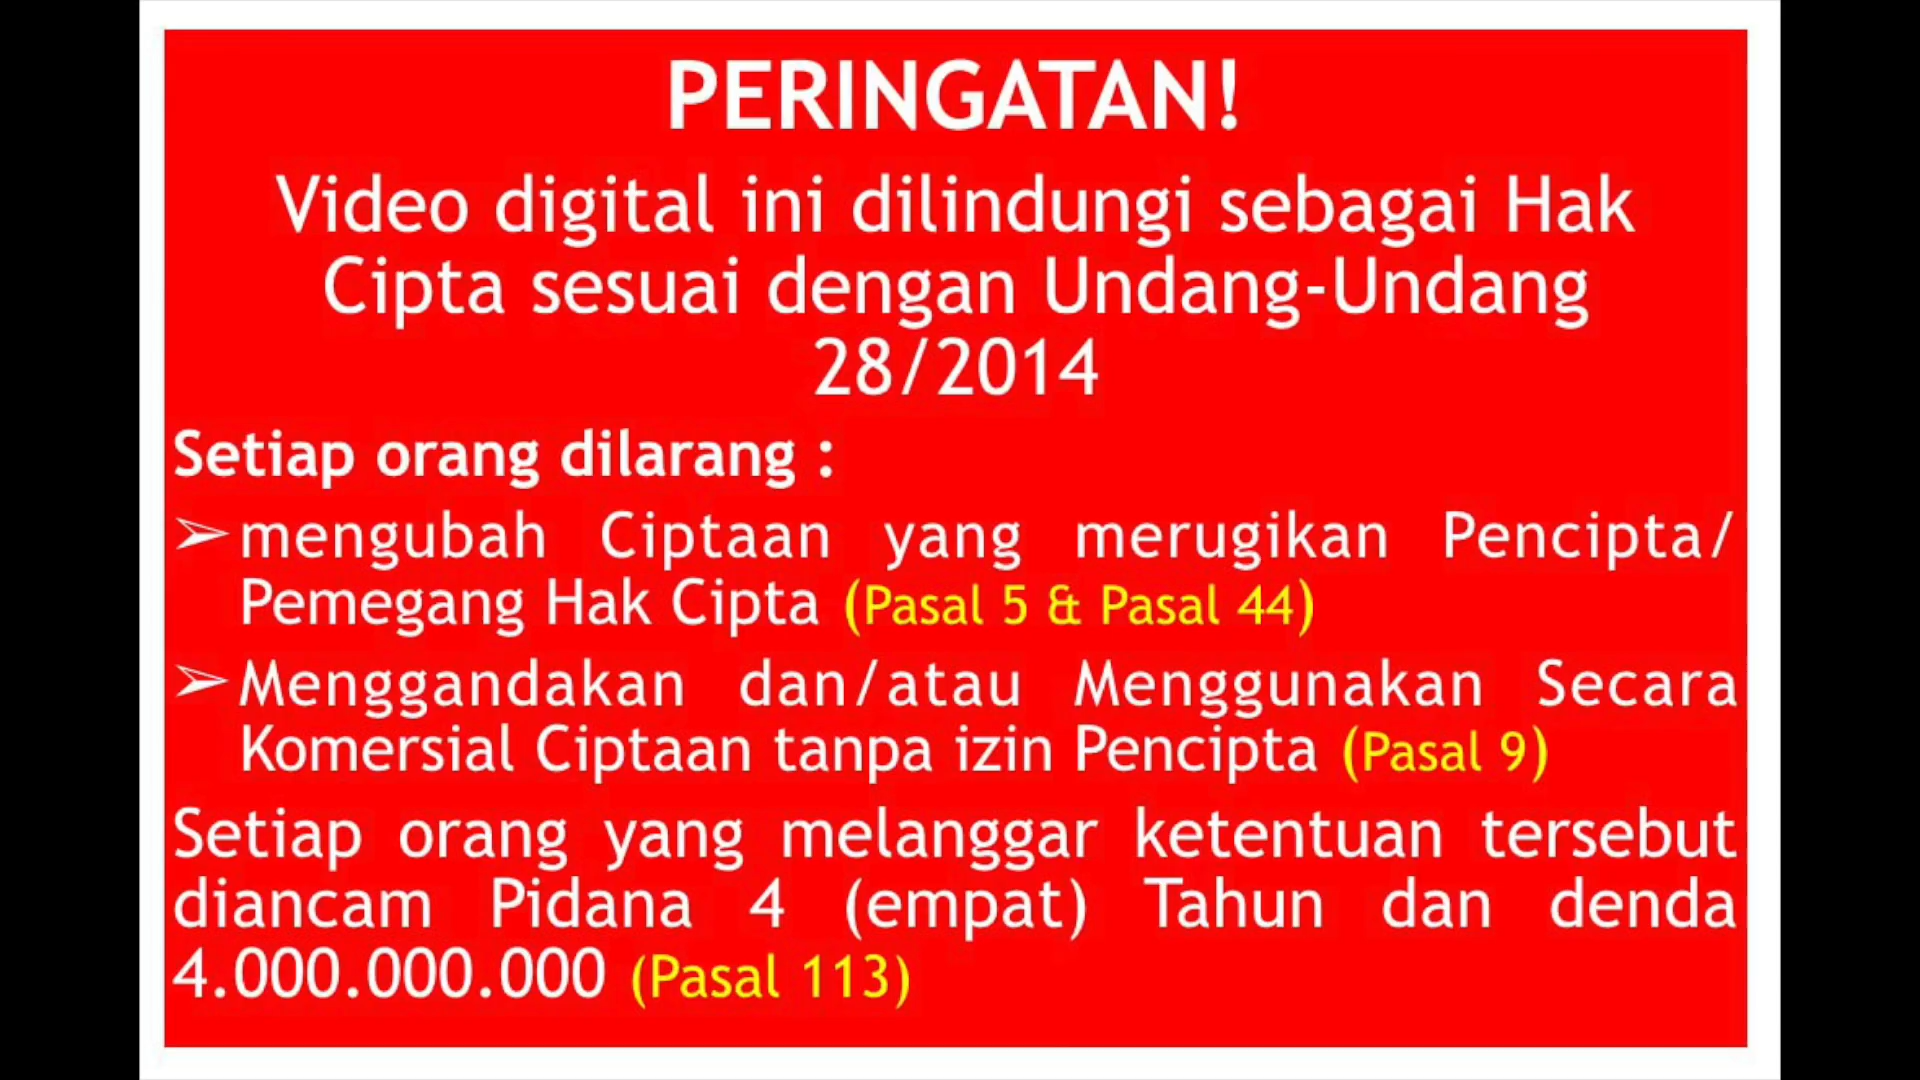 PERINGATAN!
Video digital ini dilindungi sebagai Hak
Cipta sesuai dengan Undang-Undang
28/2014
Setiap orang dilarang :
➢mengubah Ciptaan yang merugikan Pencipta/
Pemegang Hak Cipta (Pasal 5 & Pasal 44)
➢Menggandakan dan/atau Menggunakan Secara
Komersial Ciptaan tanpa izin Pencipta (Pasal 9)
Setiap orang yang melanggar ketentuan tersebut
diancam Pidana 4 (empat) Tahun dan denda
4.000.000.000 (Pasal 113)